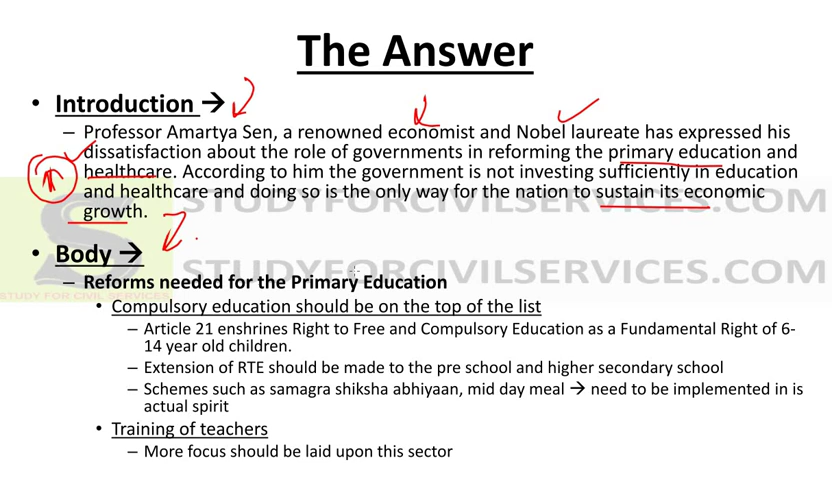 The Answer
• Introduction →
– Professor Amartya Sen, a renowned economist and Nobel laureate has expressed his
dissatisfaction about the role of governments in reforming the primary education and
healthcare. According to him the government is not investing sufficiently in education
and healthcare and doing so is the only way for the nation to sustain its economic
growth.
STUDYFORCIVILSERVICES.COM
• Body →
STUDYFORCIVILSERVICES.COM
– Reforms needed for the Primary Education
STUDY FOR CIVIL SERVICES
• Compulsory education should be on the top of the list
– Article 21 enshrines Right to Free and Compulsory Education as a Fundamental Right of 6-
14 year old children.
– Extension of RTE should be made to the pre school and higher secondary school
– Schemes such as samagra shiksha abhiyaan, mid day meal → need to be implemented in is
actual spirit
• Training of teachers
– More focus should be laid upon this sector